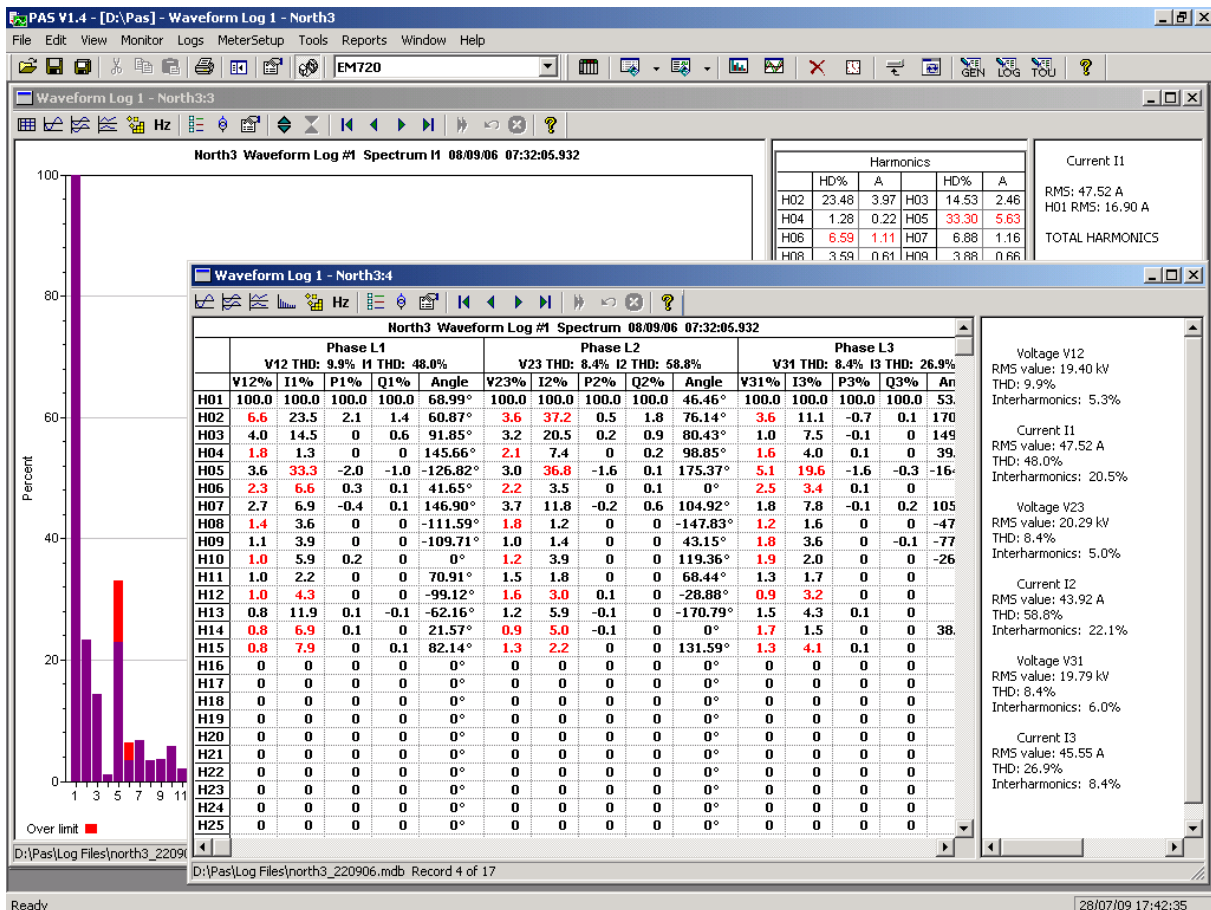 PAS V1.4 - [D:\Pas] - Waveform Log 1 - North3
File Edit View Monitor Logs MeterSetup Tools Reports Window Help
EM720
GEN LOG TOU
Waveform Log 1 - North3:3
Hz
North3 Waveform Log #1 Spectrum I1 08/09/06 07:32:05.932
Harmonics
HD% A HD% A
H02 23.48 3.97 H03 14.53 2.46
H04 1.28 0.22 H05 33.30 5.63
H06 6.59 1.11 H07 6.88 1.16
H08 3.59 0.61 H09 3.88 0.66
Current I1
RMS: 47.52 A
H01 RMS: 16.90 A
TOTAL HARMONICS
100
80
60
40
20
0
Percent
1 3 5 7 9 11
Over limit
D:\Pas\Log Files\north3_2209
Waveform Log 1 - North3:4
Hz
North3 Waveform Log #1 Spectrum 08/09/06 07:32:05.932
Phase L1 Phase L2 Phase L3
V12 THD: 9.9% I1 THD: 48.0% V23 THD: 8.4% I2 THD: 58.8% V31 THD: 8.4% I3 THD: 26.9%
V12% I1% P1% Q1% Angle V23% I2% P2% Q2% Angle V31% I3% P3% Q3% An
H01 100.0 100.0 100.0 100.0 68.99° 100.0 100.0 100.0 100.0 46.46° 100.0 100.0 100.0 100.0 53.
H02 6.6 23.5 2.1 1.4 60.87° 3.6 37.2 0.5 1.8 76.14° 3.6 11.1 -0.7 0.1 170
H03 4.0 14.5 0 0.6 91.85° 3.2 20.5 0.2 0.9 80.43° 1.0 7.5 -0.1 0 149
H04 1.8 1.3 0 0 145.66° 2.1 7.4 0 0.2 98.85° 1.6 4.0 0.1 0 39.
H05 3.6 33.3 -2.0 -1.0 -126.82° 3.0 36.8 -1.6 0.1 175.37° 5.1 19.6 -1.6 -0.3 -164
H06 2.3 6.6 0.3 0.1 41.65° 2.2 3.5 0 0.1 0° 2.5 3.4 0.1 0
H07 2.7 6.9 -0.4 0.1 146.90° 3.7 11.8 -0.2 0.6 104.92° 1.8 7.8 -0.1 0.2 105
H08 1.4 3.6 0 0 -111.59° 1.8 1.2 0 0 -147.83° 1.2 1.6 0 0 -47
H09 1.1 3.9 0 0 -109.71° 1.0 1.4 0 0 43.15° 1.8 3.6 0 -0.1 -77
H10 1.0 5.9 0.2 0 0° 1.2 3.9 0 0 119.36° 1.9 2.0 0 0 -26
H11 1.0 2.2 0 0 70.91° 1.5 1.8 0 0 68.44° 1.3 1.7 0 0
H12 1.0 4.3 0 0 -99.12° 1.6 3.0 0.1 0 -28.88° 0.9 3.2 0 0
H13 0.8 11.9 0.1 -0.1 -62.16° 1.2 5.9 -0.1 0 -170.79° 1.5 4.3 0.1 0
H14 0.8 6.9 0.1 0 21.57° 0.9 5.0 -0.1 0 0° 1.7 1.5 0 0 38.
H15 0.8 7.9 0 0.1 82.14° 1.3 2.2 0 0 131.59° 1.3 4.1 0.1 0
H16 0 0 0 0 0° 0 0 0 0 0° 0 0 0 0
H17 0 0 0 0 0° 0 0 0 0 0° 0 0 0 0
H18 0 0 0 0 0° 0 0 0 0 0° 0 0 0 0
H19 0 0 0 0 0° 0 0 0 0 0° 0 0 0 0
H20 0 0 0 0 0° 0 0 0 0 0° 0 0 0 0
H21 0 0 0 0 0° 0 0 0 0 0° 0 0 0 0
H22 0 0 0 0 0° 0 0 0 0 0° 0 0 0 0
H23 0 0 0 0 0° 0 0 0 0 0° 0 0 0 0
H24 0 0 0 0 0° 0 0 0 0 0° 0 0 0 0
H25 0 0 0 0 0° 0 0 0 0 0° 0 0 0 0
Voltage V12
RMS value: 19.40 kV
THD: 9.9%
Interharmonics: 5.3%
Current I1
RMS value: 47.52 A
THD: 48.0%
Interharmonics: 20.5%
Voltage V23
RMS value: 20.29 kV
THD: 8.4%
Interharmonics: 5.0%
Current I2
RMS value: 43.92 A
THD: 58.8%
Interharmonics: 22.1%
Voltage V31
RMS value: 19.79 kV
THD: 8.4%
Interharmonics: 6.0%
Current I3
RMS value: 45.55 A
THD: 26.9%
Interharmonics: 8.4%
D:\Pas\Log Files\north3_220906.mdb Record 4 of 17
Ready
28/07/09 17:42:35